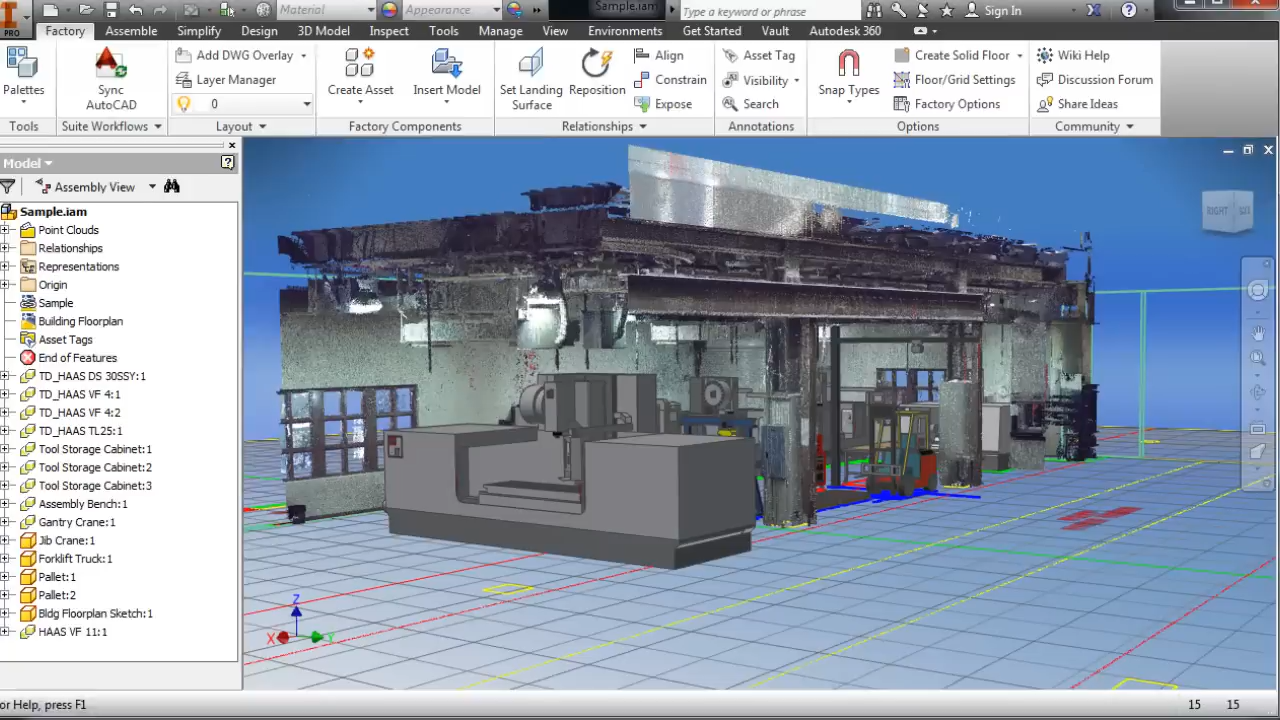 PRO
Material
Appearance
Sample.iam
Type a keyword or phrase
Sign In
Factory
Assemble
Simplify
Design
3D Model
Inspect
Tools
Manage
View
Environments
Get Started
Vault
Autodesk 360
Palettes
Tools
Sync AutoCAD
Suite Workflows
Add DWG Overlay
Layer Manager
0
Layout
Create Asset
Insert Model
Factory Components
Set Landing Surface
Reposition
Align
Constrain
Expose
Relationships
Asset Tag
Visibility
Search
Annotations
Snap Types
Create Solid Floor
Floor/Grid Settings
Factory Options
Options
Wiki Help
Discussion Forum
Share Ideas
Community
Model
Assembly View
Sample.iam
Point Clouds
Relationships
Representations
Origin
Sample
Building Floorplan
Asset Tags
End of Features
TD_HAAS DS 30SSY:1
TD_HAAS VF 4:1
TD_HAAS VF 4:2
TD_HAAS TL25:1
Tool Storage Cabinet:1
Tool Storage Cabinet:2
Tool Storage Cabinet:3
Assembly Bench:1
Gantry Crane:1
Jib Crane:1
Forklift Truck:1
Pallet:1
Pallet:2
Bldg Floorplan Sketch:1
HAAS VF 11:1
RIGHT
Z
X
Y
or Help, press F1
15 15